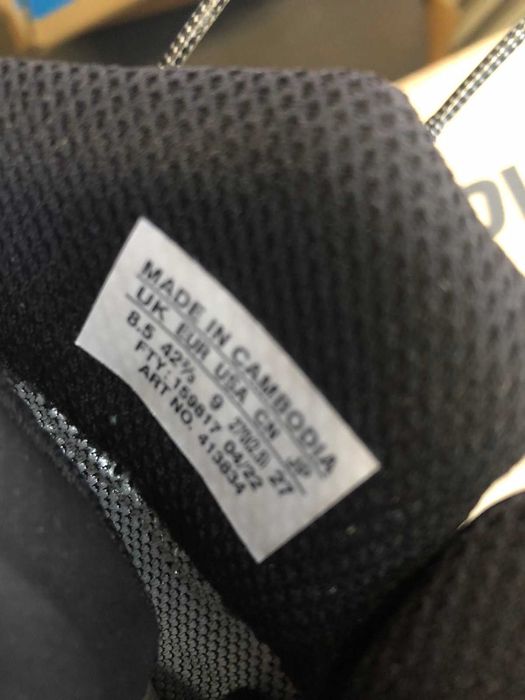 MADE IN CAMBODIA
UK EUR USA CN JP
8.5 42⅔ 9 270(2.5) 27
FTY. 159817 04/22
ART NO. 413834